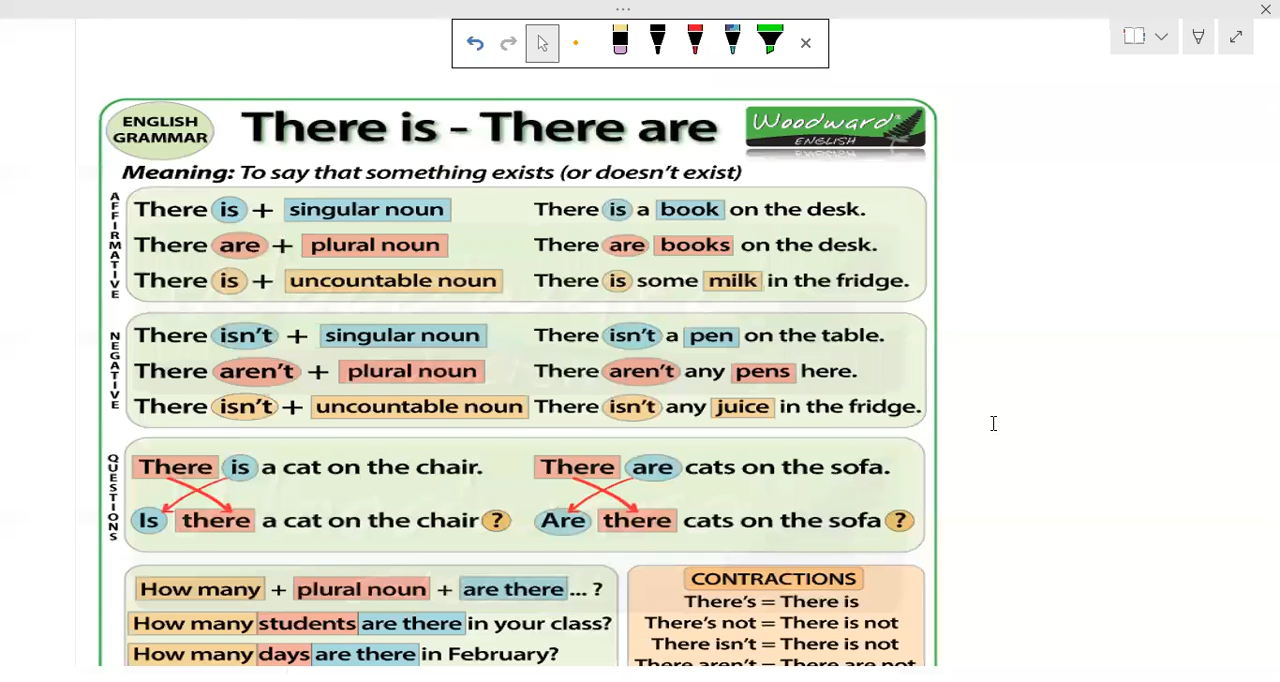 ENGLISH
GRAMMAR
There is - There are
Woodward®
ENGLISH
Meaning: To say that something exists (or doesn't exist)
AFFIRMATIVE
There is + singular noun There is a book on the desk.
There are + plural noun There are books on the desk.
There is + uncountable noun There is some milk in the fridge.
NEGATIVE
There isn't + singular noun There isn't a pen on the table.
There aren't + plural noun There aren't any pens here.
There isn't + uncountable noun There isn't any juice in the fridge.
QUESTIONS
There is a cat on the chair. There are cats on the sofa.
Is there a cat on the chair ? Are there cats on the sofa ?
How many + plural noun + are there ... ?
How many students are there in your class?
How many days are there in February?
CONTRACTIONS
There's = There is
There's not = There is not
There isn't = There is not
There aren't = There are not